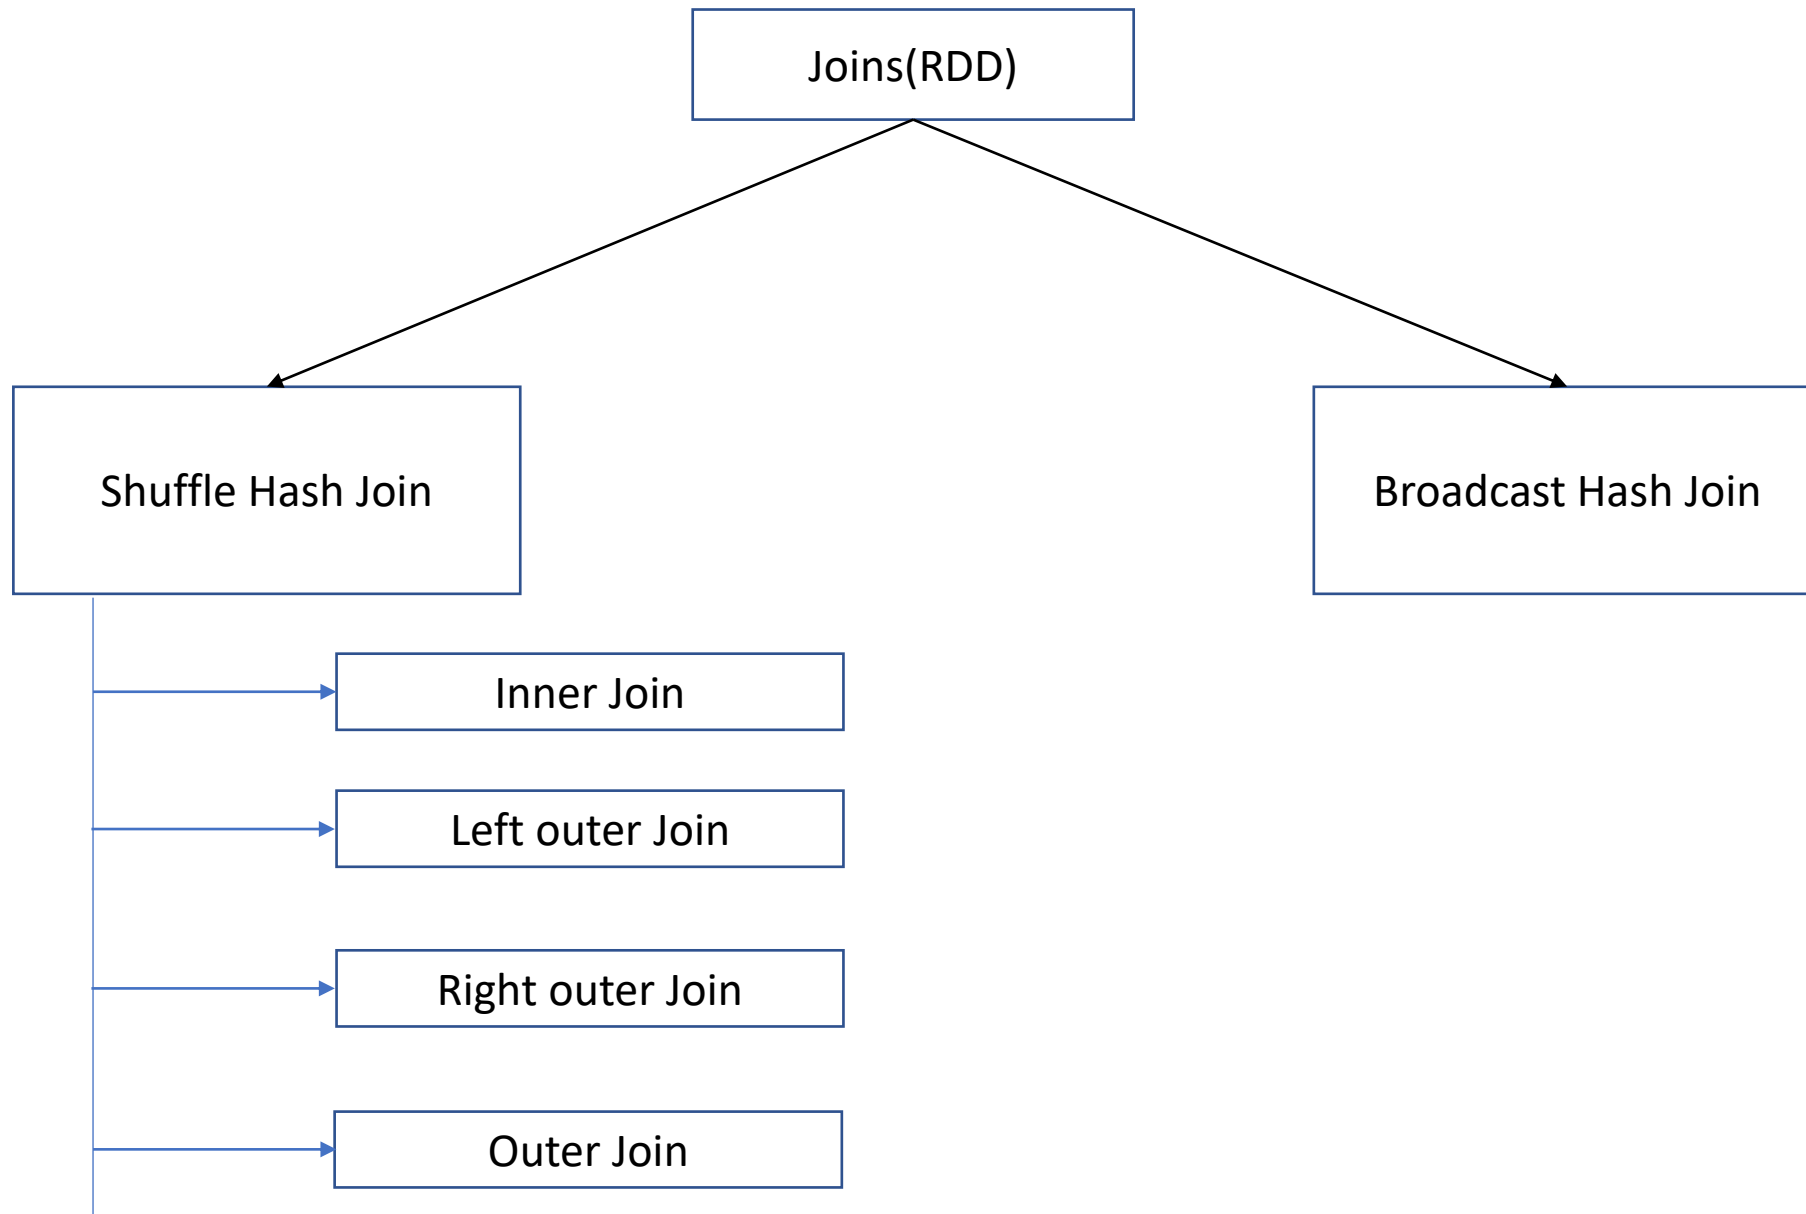 Joins(RDD)
Shuffle Hash Join
Broadcast Hash Join
Inner Join
Left outer Join
Right outer Join
Outer Join